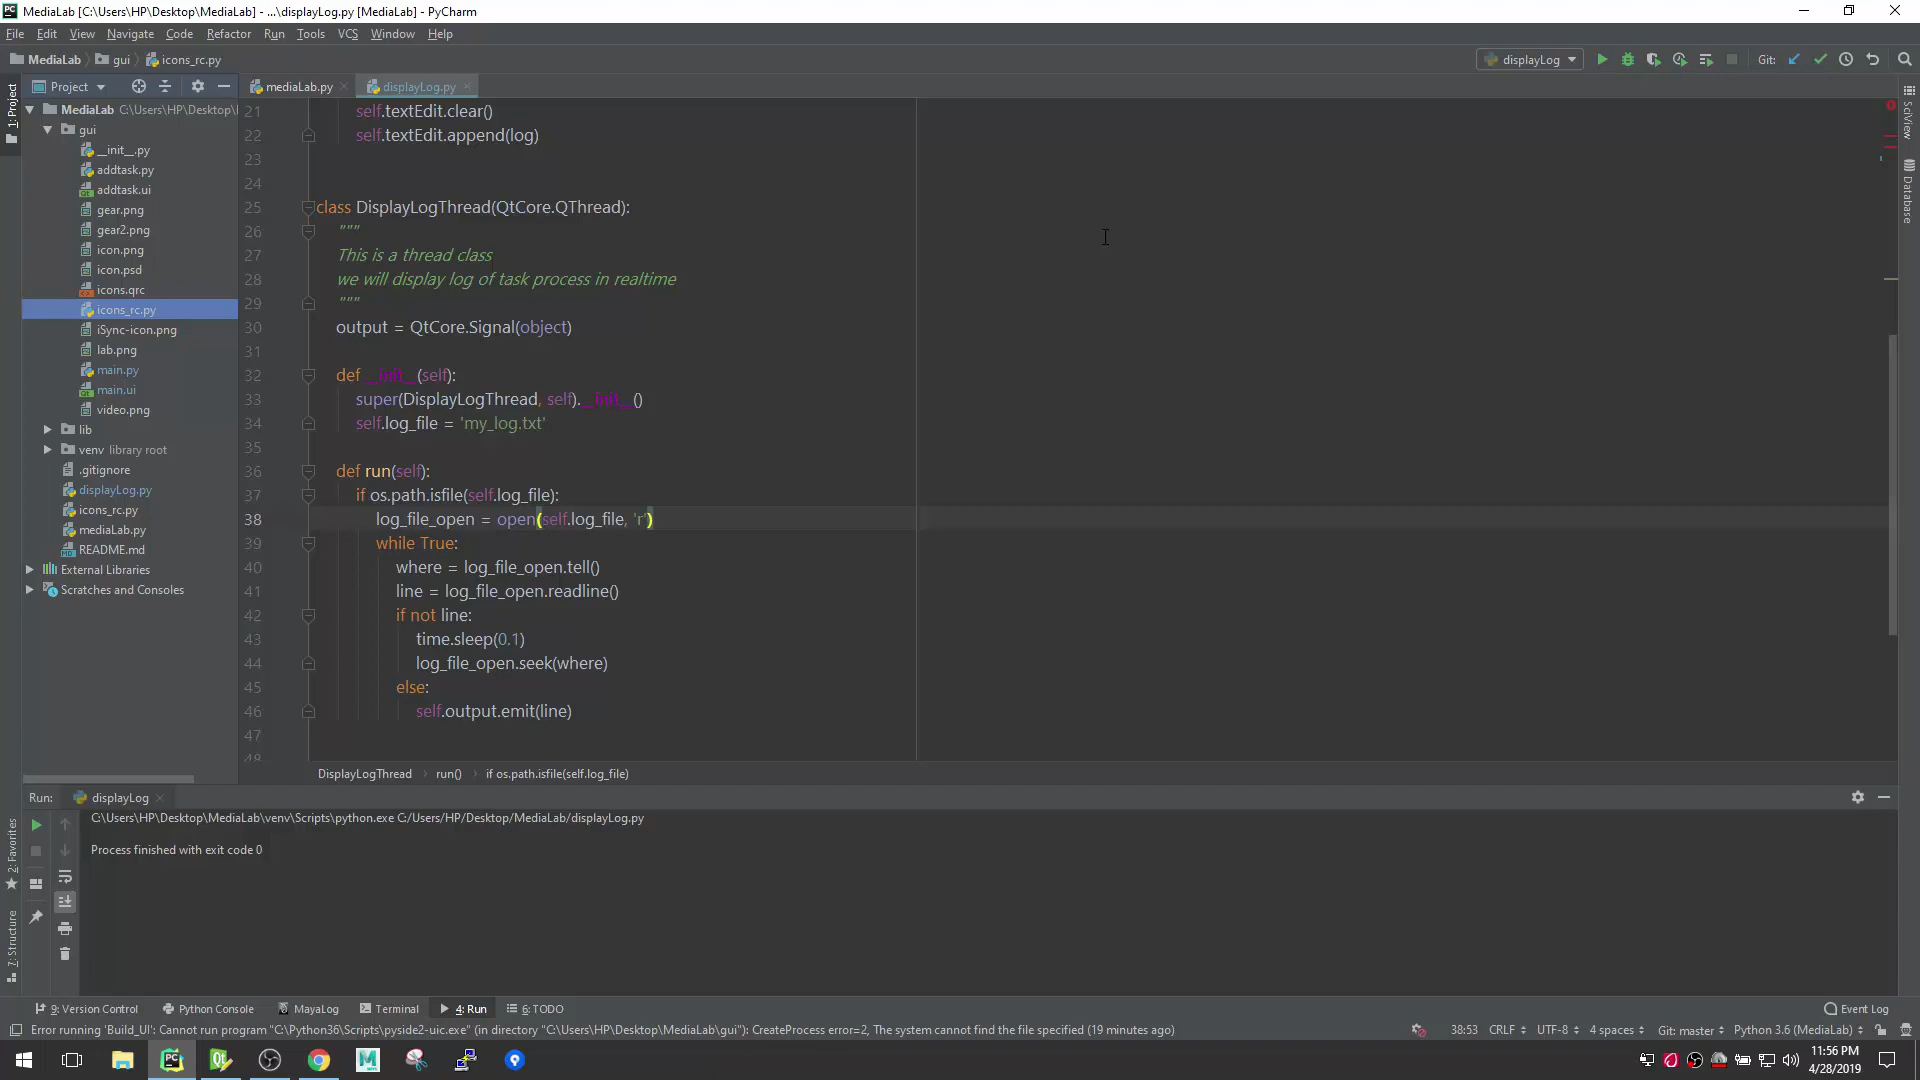 MediaLab [C:\Users\HP\Desktop\MediaLab] - ...\displayLog.py [MediaLab] - PyCharm
File Edit View Navigate Code Refactor Run Tools VCS Window Help
MediaLab gui icons_rc.py displayLog Git:
Project mediaLab.py displayLog.py
1: Project
MediaLab C:\Users\HP\Desktop\
gui
__init__.py
addtask.py
addtask.ui
gear.png
gear2.png
icon.png
icon.psd
icons.qrc
icons_rc.py
iSync-icon.png
lab.png
main.py
main.ui
video.png
lib
venv library root
.gitignore
displayLog.py
icons_rc.py
mediaLab.py
README.md
External Libraries
Scratches and Consoles
21 self.textEdit.clear()
22 self.textEdit.append(log)
23
24
25 class DisplayLogThread(QtCore.QThread):
26 """
27 This is a thread class
28 we will display log of task process in realtime
29 """
30 output = QtCore.Signal(object)
31
32 def __init__(self):
33 super(DisplayLogThread, self).__init__()
34 self.log_file = 'my_log.txt'
35
36 def run(self):
37 if os.path.isfile(self.log_file):
38 log_file_open = open(self.log_file, 'r')
39 while True:
40 where = log_file_open.tell()
41 line = log_file_open.readline()
42 if not line:
43 time.sleep(0.1)
44 log_file_open.seek(where)
45 else:
46 self.output.emit(line)
47
48
SciView
Database
DisplayLogThread run() if os.path.isfile(self.log_file)
Run: displayLog
C:\Users\HP\Desktop\MediaLab\venv\Scripts\python.exe C:/Users/HP/Desktop/MediaLab/displayLog.py
Process finished with exit code 0
2: Favorites
7: Structure
9: Version Control Python Console MayaLog Terminal 4: Run 6: TODO Event Log
Error running 'Build_UI': Cannot run program "C:\Python36\Scripts\pyside2-uic.exe" (in directory "C:\Users\HP\Desktop\MediaLab\gui"): CreateProcess error=2, The system cannot find the file specified (19 minutes ago) 38:53 CRLF UTF-8 4 spaces Git: master Python 3.6 (MediaLab)
11:56 PM
4/28/2019